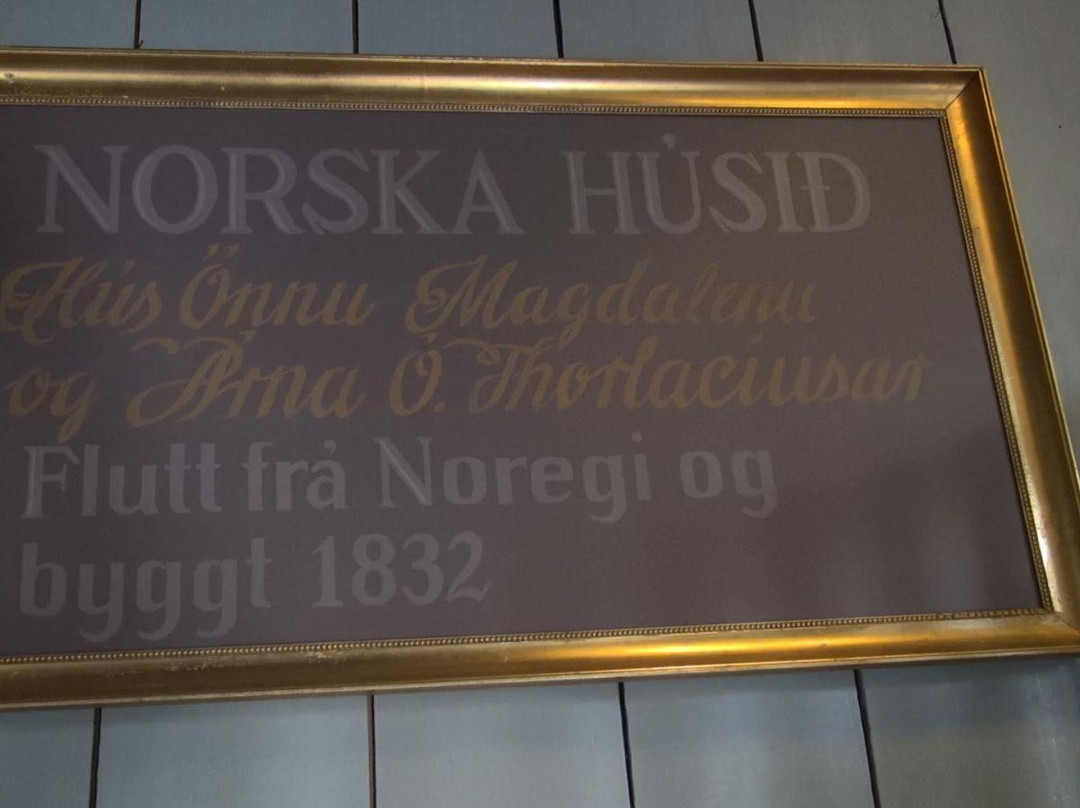 NORSKA HÚSIÐ
Hús Önnu Magdalenu
og Árna Ó. Thorlaciusar
Flutt frá Noregi og
byggt 1832